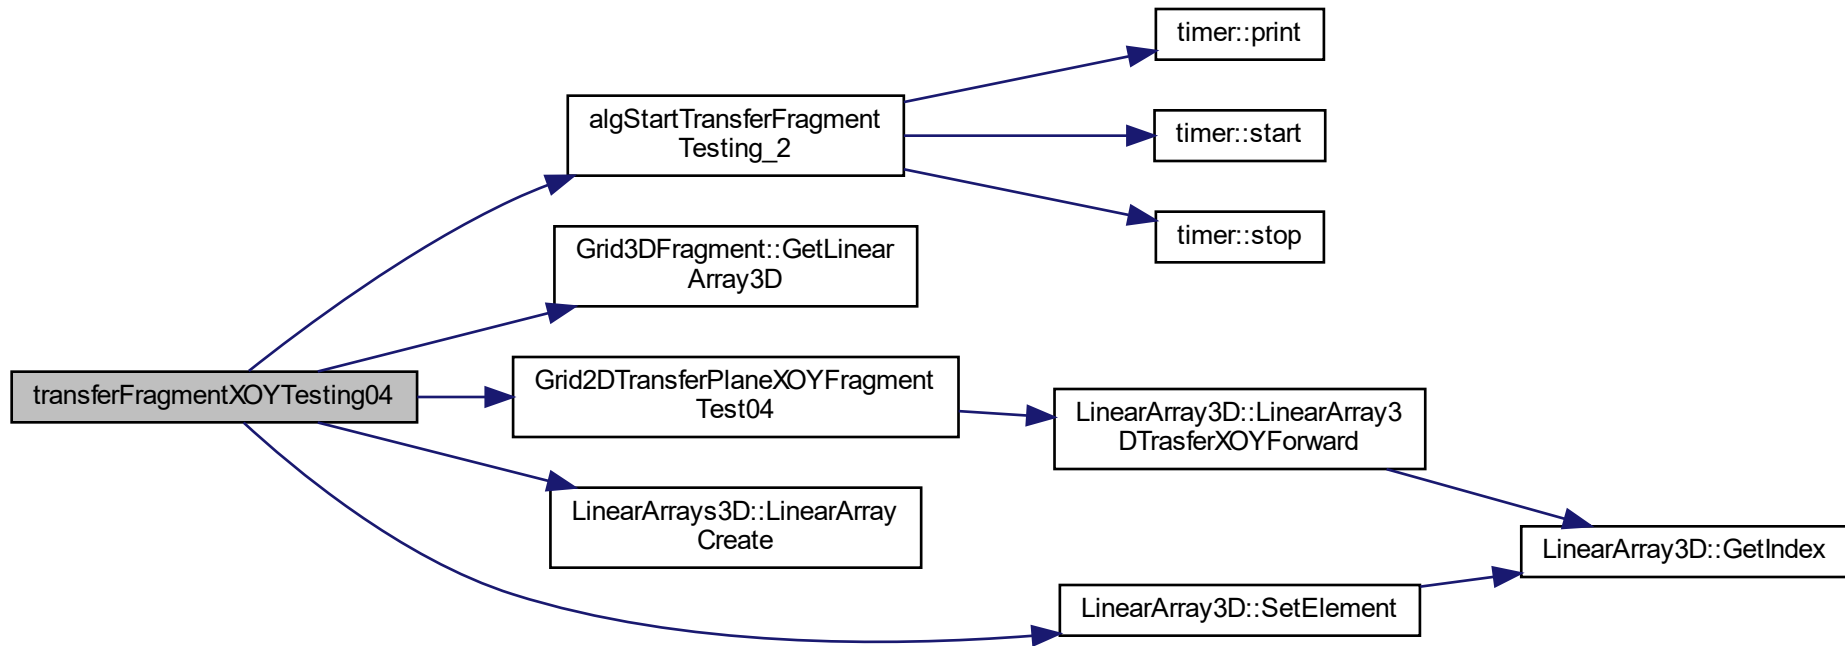 timer::print
algStartTransferFragment
Testing_2
timer::start
timer::stop
Grid3DFragment::GetLinear
Array3D
transferFragmentXOYTesting04
Grid2DTransferPlaneXOYFragment
Test04
LinearArray3D::LinearArray3
DTrasferXOYForward
LinearArrays3D::LinearArray
Create
LinearArray3D::GetIndex
LinearArray3D::SetElement